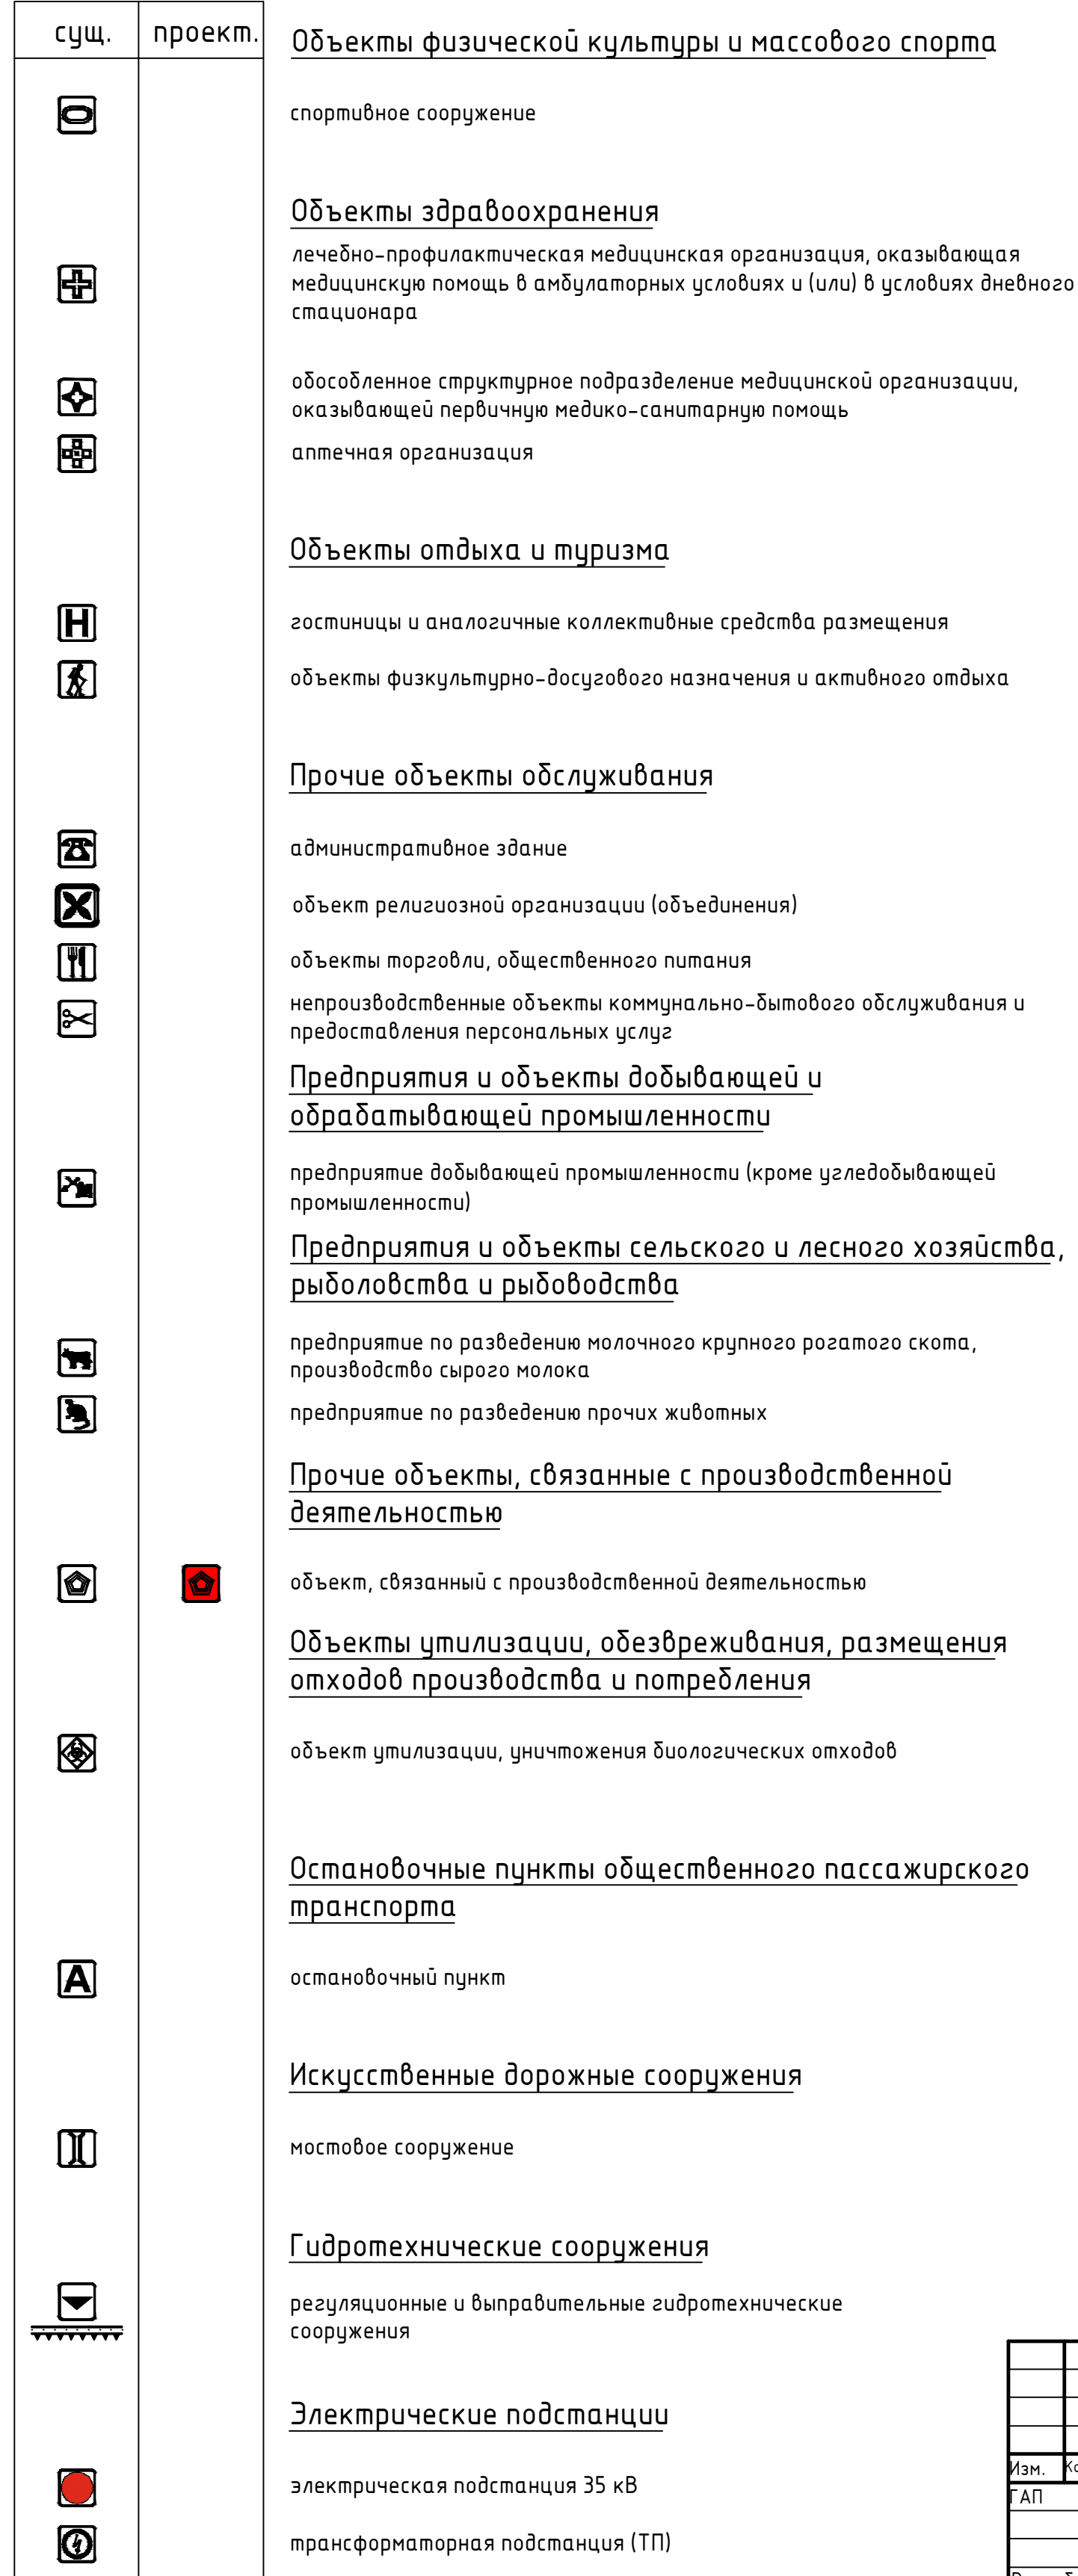 сущ. проект.
Объекты физической культуры и массового спорта
спортивное сооружение
Объекты здравоохранения
лечебно-профилактическая медицинская организация, оказывающая
медицинскую помощь в амбулаторных условиях и (или) в условиях дневного
стационара
обособленное структурное подразделение медицинской организации,
оказывающей первичную медико-санитарную помощь
аптечная организация
Объекты отдыха и туризма
H
гостиницы и аналогичные коллективные средства размещения
объекты физкультурно-досугового назначения и активного отдыха
Прочие объекты обслуживания
административное здание
объект религиозной организации (объединения)
объекты торговли, общественного питания
непроизводственные объекты коммунально-бытового обслуживания и
предоставления персональных услуг
Предприятия и объекты добывающей и
обрабатывающей промышленности
предприятие добывающей промышленности (кроме угледобывающей
промышленности)
Предприятия и объекты сельского и лесного хозяйства,
рыболовства и рыбоводства
предприятие по разведению молочного крупного рогатого скота,
производство сырого молока
предприятие по разведению прочих животных
Прочие объекты, связанные с производственной
деятельностью
объект, связанный с производственной деятельностью
Объекты утилизации, обезвреживания, размещения
отходов производства и потребления
объект утилизации, уничтожения биологических отходов
Остановочные пункты общественного пассажирского
транспорта
А
остановочный пункт
Искусственные дорожные сооружения
мостовое сооружение
Гидротехнические сооружения
регуляционные и выправительные гидротехнические
сооружения
Электрические подстанции
электрическая подстанция 35 кВ
трансформаторная подстанция (ТП)
Изм.
ГАП